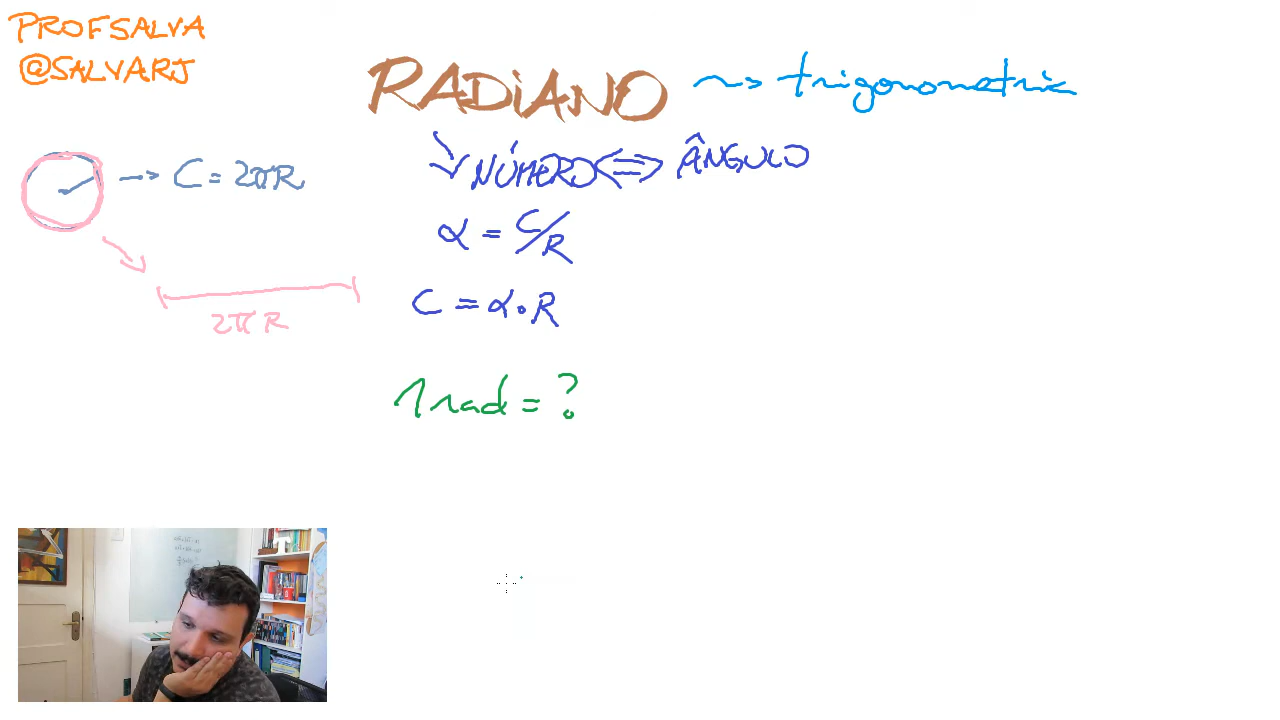 PROFSALVA
@SALVARJ
RADIANO ~> trigonometria
NÚMERO <=> ÂNGULO
→ C = 2πR
α = C/R
2πR
C = α.R
1 rad = ?